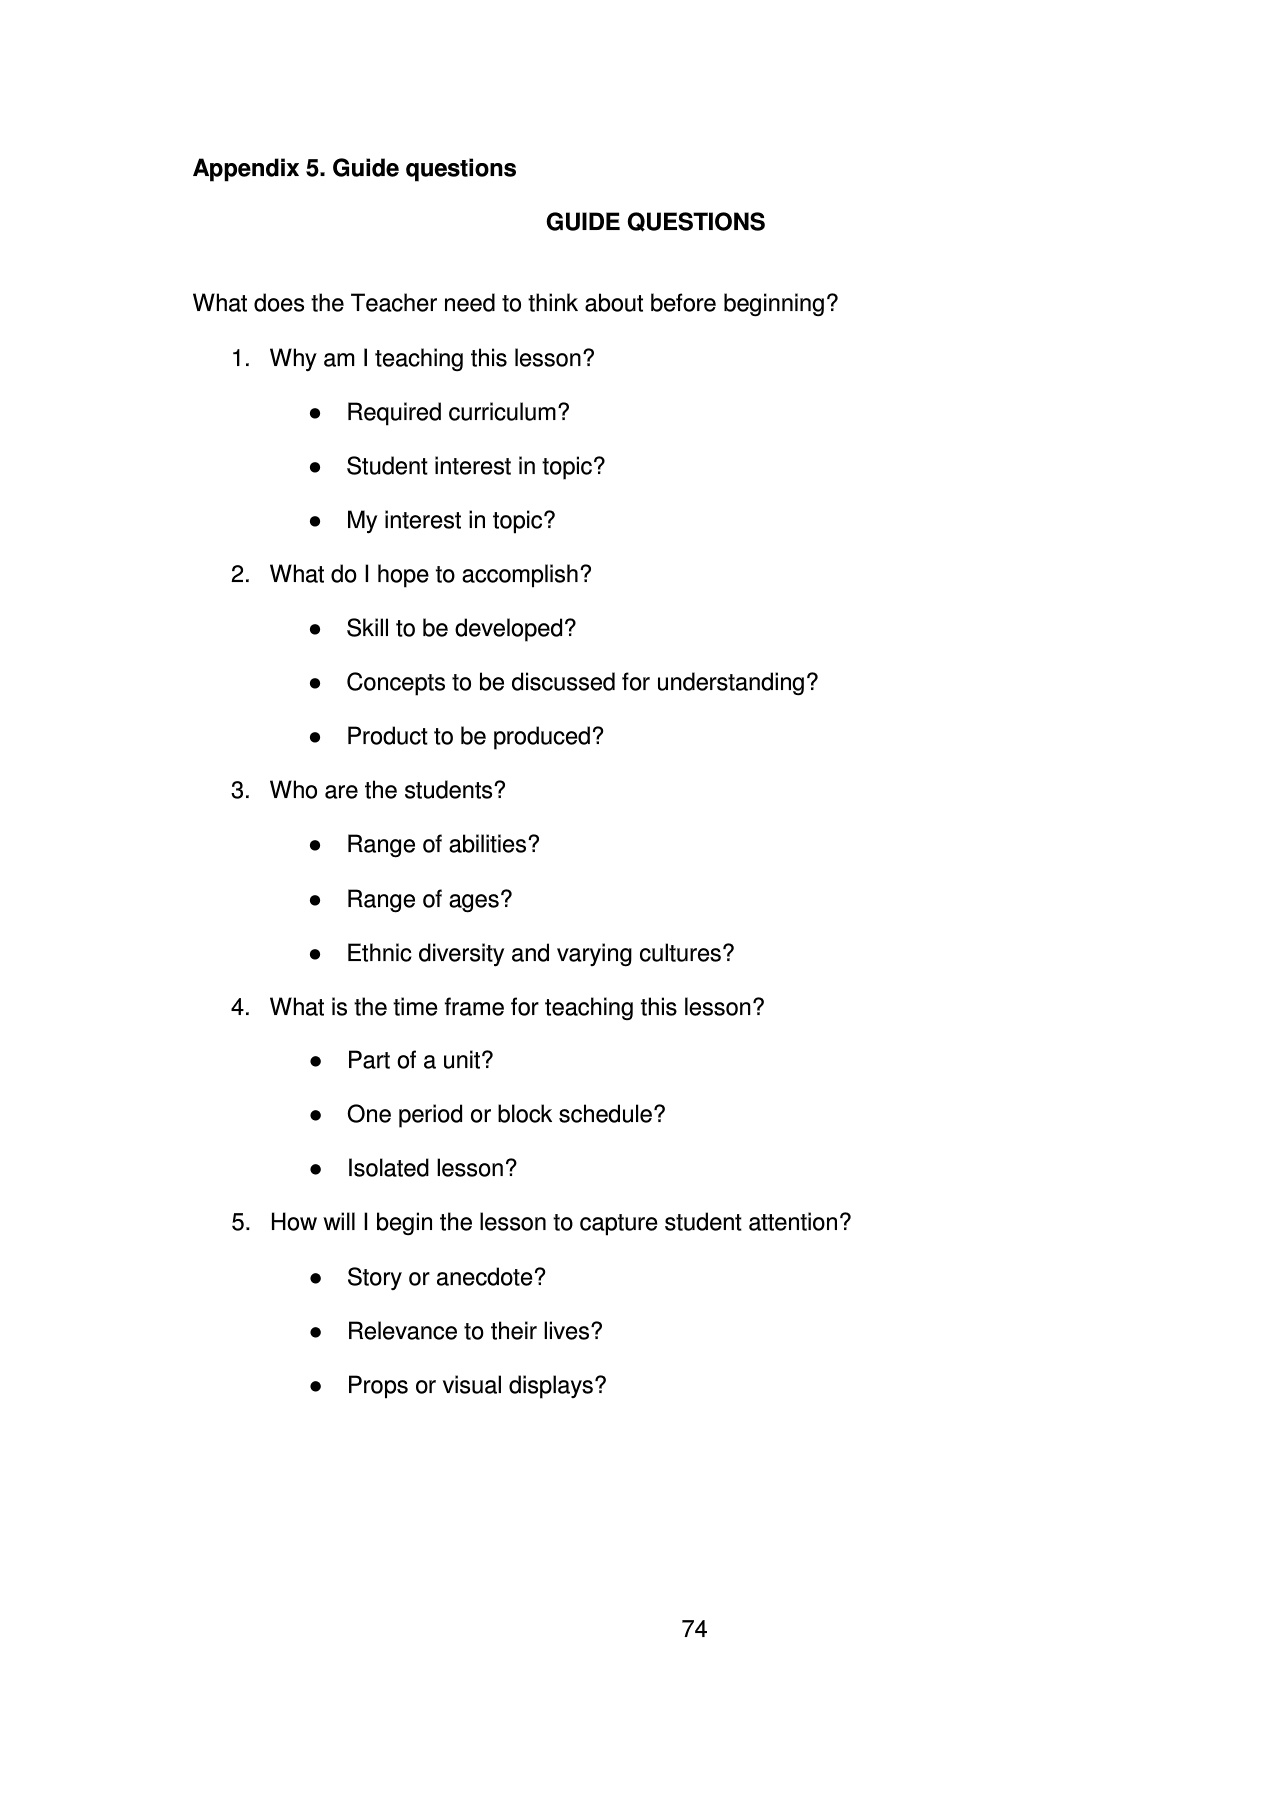 Appendix 5. Guide questions
GUIDE QUESTIONS
What does the Teacher need to think about before beginning?
1. Why am I teaching this lesson?
● Required curriculum?
● Student interest in topic?
● My interest in topic?
2. What do I hope to accomplish?
● Skill to be developed?
● Concepts to be discussed for understanding?
● Product to be produced?
3. Who are the students?
● Range of abilities?
● Range of ages?
● Ethnic diversity and varying cultures?
4. What is the time frame for teaching this lesson?
● Part of a unit?
● One period or block schedule?
● Isolated lesson?
5. How will I begin the lesson to capture student attention?
● Story or anecdote?
● Relevance to their lives?
● Props or visual displays?
74